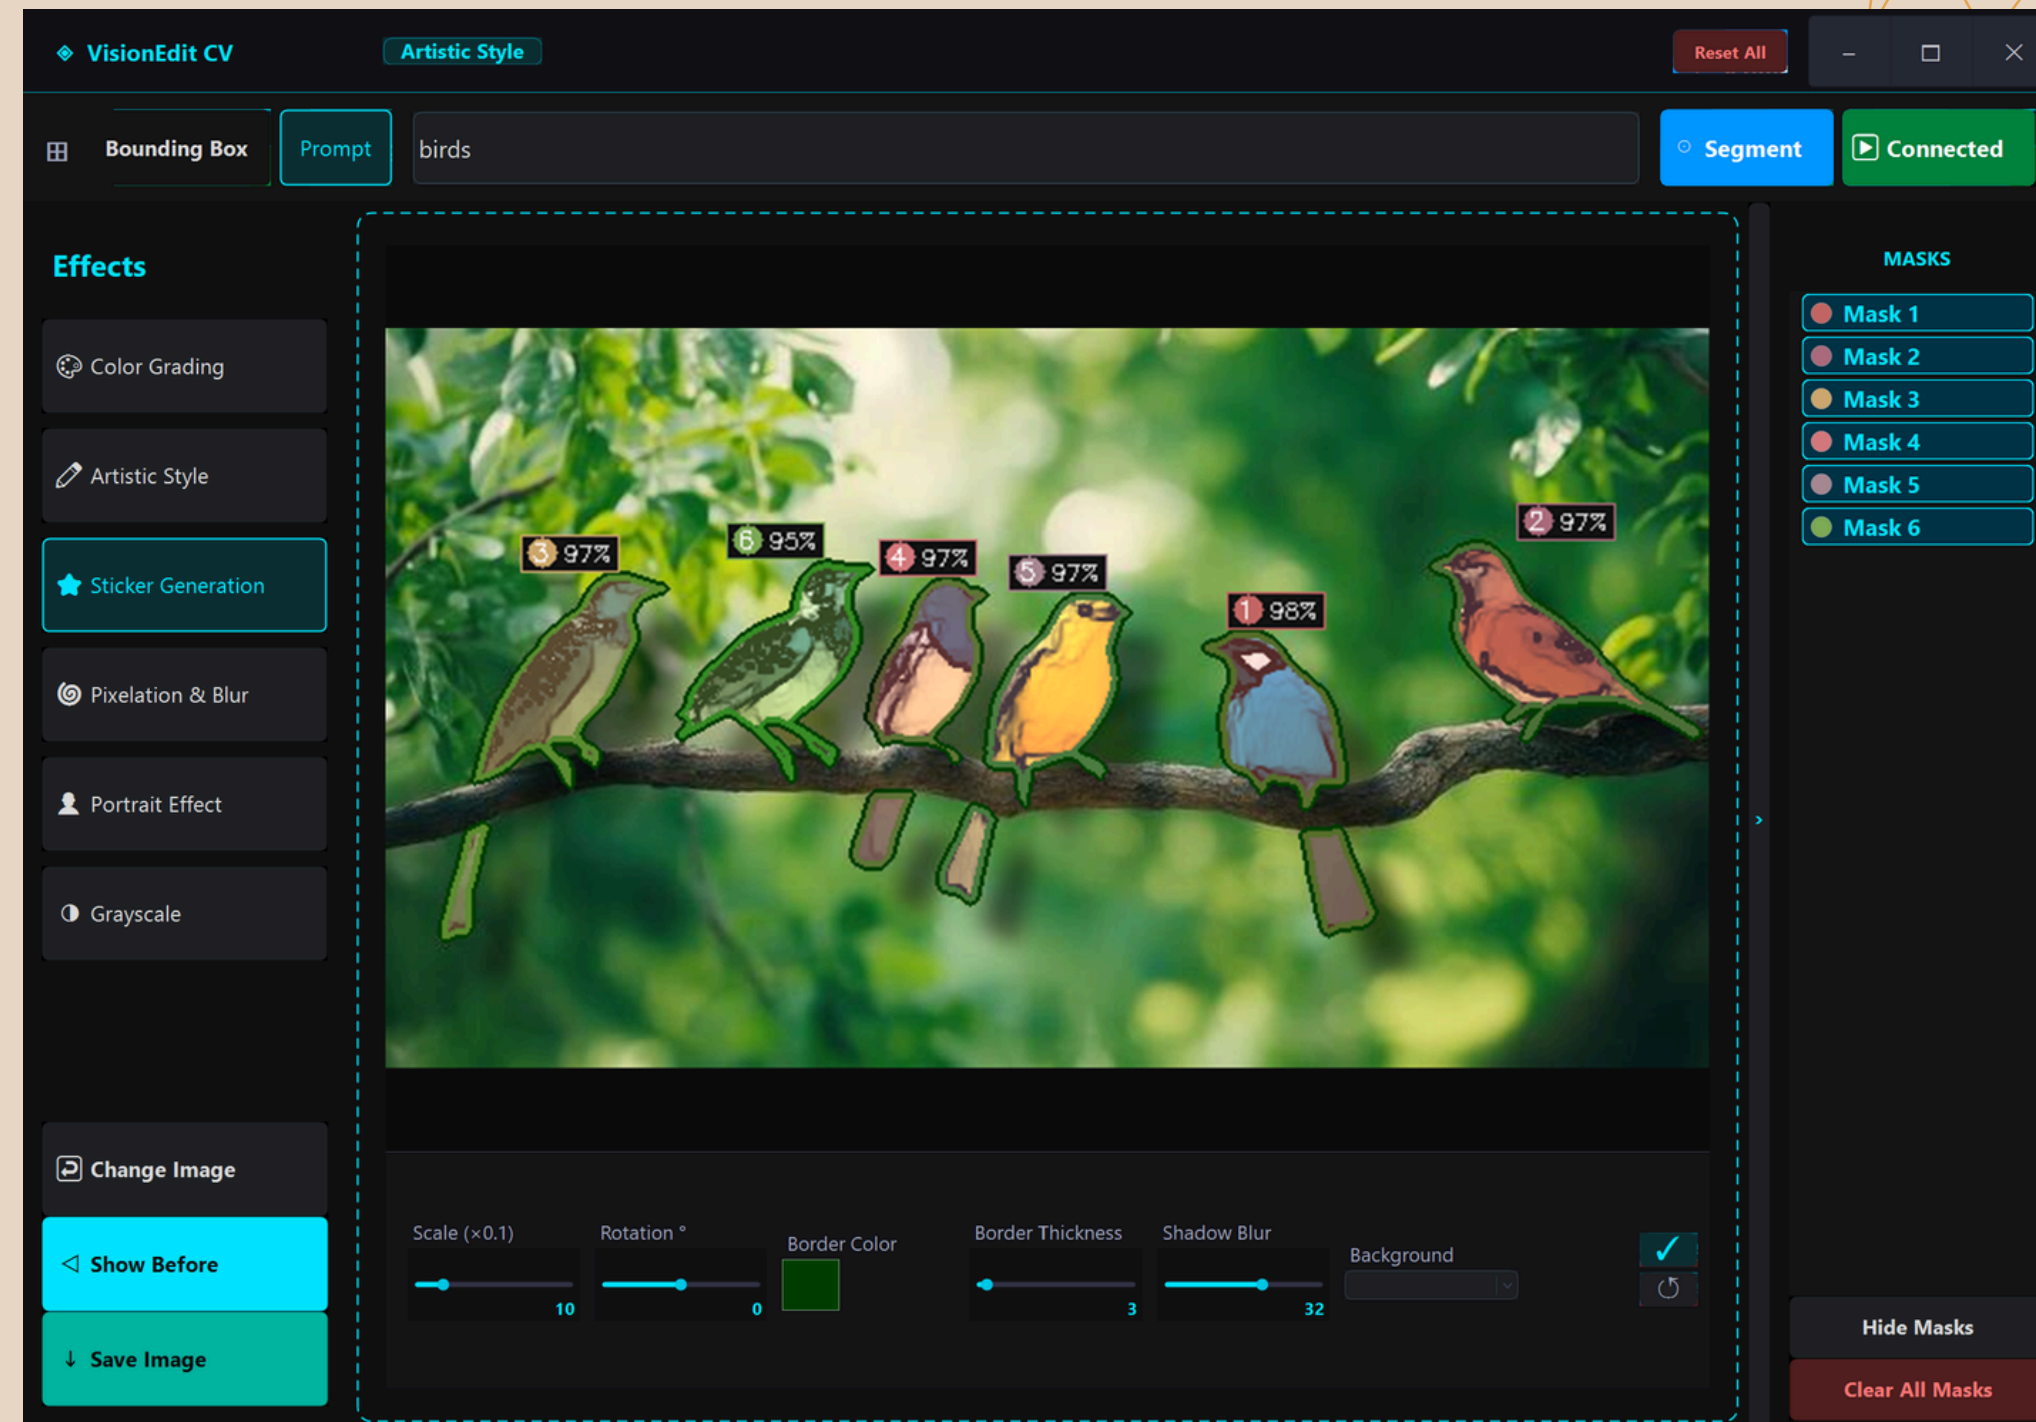 VisionEdit CV
Artistic Style
Reset All
Bounding Box
Prompt
birds
Segment
Connected
Effects
Color Grading
Artistic Style
Sticker Generation
Pixelation & Blur
Portrait Effect
Grayscale
Change Image
Show Before
Save Image
3 97%
6 95%
4 97%
5 97%
1 98%
2 97%
Scale (×0.1)
10
Rotation °
0
Border Color
Border Thickness
3
Shadow Blur
32
Background
MASKS
Mask 1
Mask 2
Mask 3
Mask 4
Mask 5
Mask 6
Hide Masks
Clear All Masks